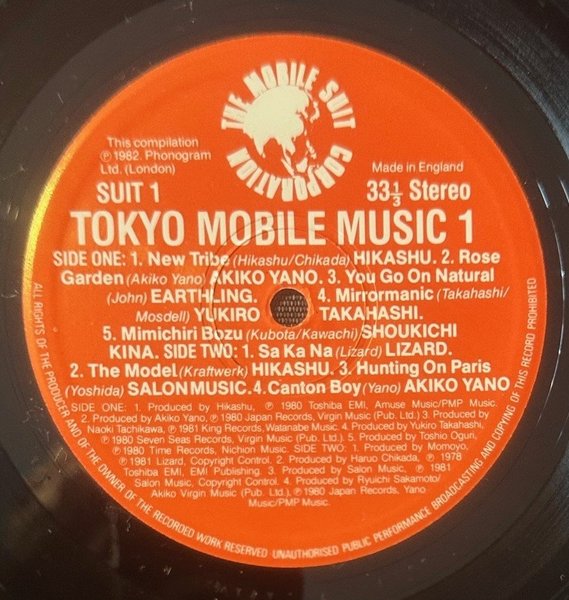 THE MOBILE SUIT CORPORATION
This compilation
℗ 1982. Phonogram
Ltd. (London)
Made in England
SUIT 1
33⅓ Stereo
TOKYO MOBILE MUSIC 1
SIDE ONE: 1. New Tribe (Hikashu/Chikada) HIKASHU. 2. Rose
Garden (Akiko Yano) AKIKO YANO. 3. You Go On Natural
(John) EARTHLING. 4. Mirrormanic (Takahashi/
Mosdell) YUKIRO TAKAHASHI.
5. Mimichiri Bozu (Kubota/Kawachi) SHOUKICHI
KINA. SIDE TWO: 1. Sa Ka Na (Lizard) LIZARD.
2. The Model (Kraftwerk) HIKASHU. 3. Hunting On Paris
(Yoshida) SALON MUSIC. 4. Canton Boy (Yano) AKIKO YANO
SIDE ONE: 1. Produced by Hikashu, ℗ 1980 Toshiba EMI, Amuse Music/PMP Music.
2. Produced by Akiko Yano, ℗ 1980 Japan Records, Virgin Music (Pub. Ltd.) 3. Produced by
Naoki Tachikawa, ℗ 1981 King Records, Watanabe Music. 4. Produced by Yukiro Takahashi,
℗ 1980 Seven Seas Records, Virgin Music (Pub. Ltd.). 5. Produced by Toshio Oguri,
℗ 1980 Time Records, Nichion Music. SIDE TWO: 1. Produced by Momoyo,
℗ 1981 Lizard, Copyright Control. 2. Produced by Haruo Chikada, ℗ 1978
Toshiba EMI, EMI Publishing. 3. Produced by Salon Music, ℗ 1981
Salon Music, Copyright Control. 4. Produced by Ryuichi Sakamoto/
Akiko Virgin Music (Pub. Ltd.) ℗ 1980 Japan Records, Yano
Music/PMP Music.
ALL RIGHTS OF THE PRODUCER AND OF THE OWNER OF THE RECORDED WORK RESERVED · UNAUTHORISED PUBLIC PERFORMANCE BROADCASTING AND COPYING OF THIS RECORD PROHIBITED